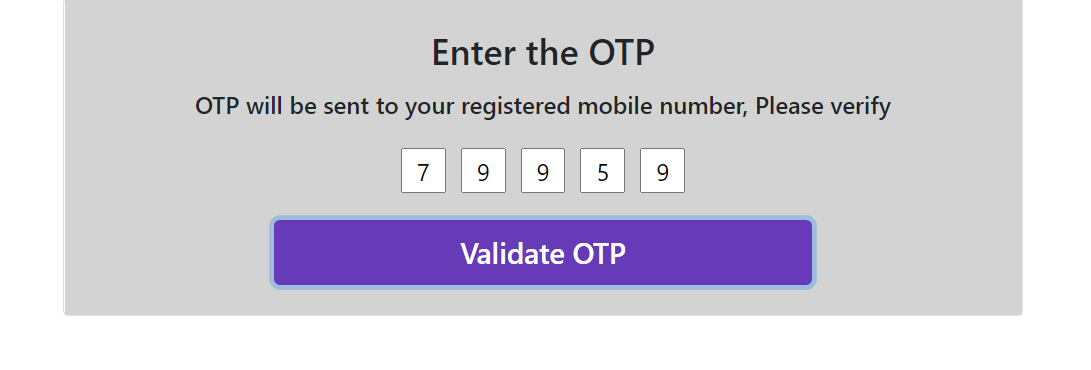 Enter the OTP
OTP will be sent to your registered mobile number, Please verify
7 9 9 5 9
Validate OTP